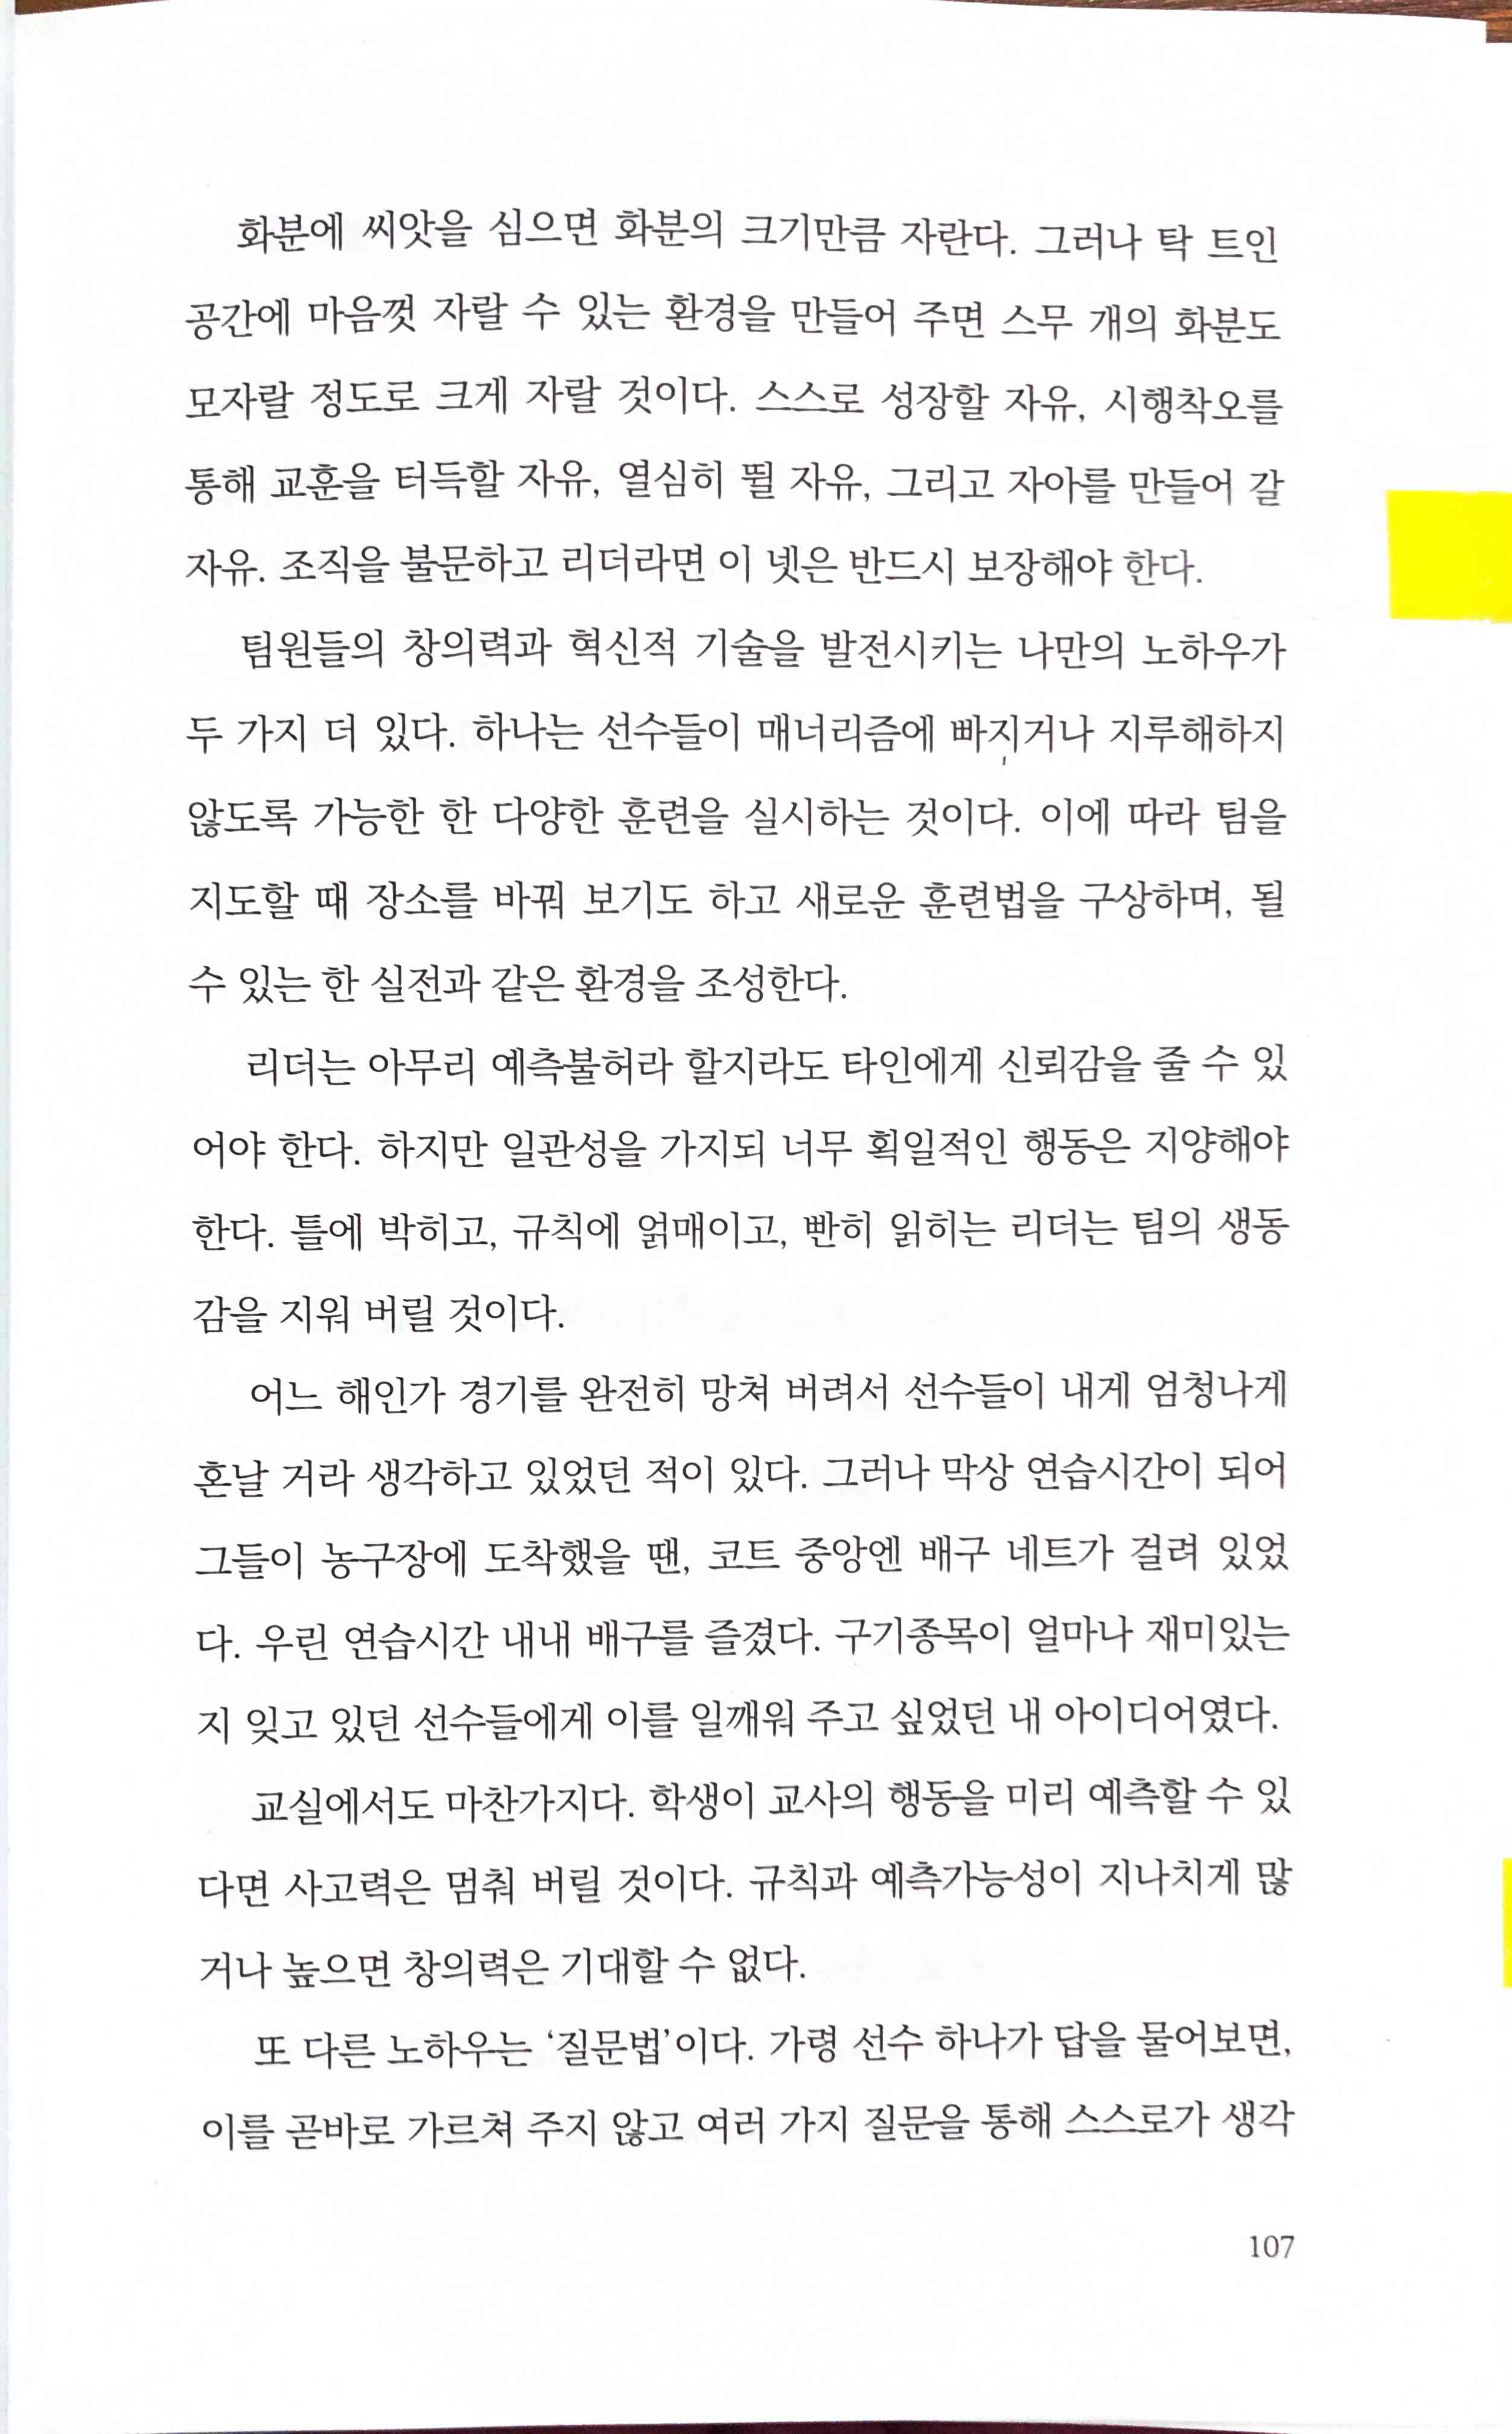 화분에 씨앗을 심으면 화분의 크기만큼 자란다. 그러나 탁 트인
공간에 마음껏 자랄 수 있는 환경을 만들어 주면 스무 개의 화분도
모자랄 정도로 크게 자랄 것이다. 스스로 성장할 자유, 시행착오를
통해 교훈을 터득할 자유, 열심히 뛸 자유, 그리고 자아를 만들어 갈
자유. 조직을 불문하고 리더라면 이 넷은 반드시 보장해야 한다.
팀원들의 창의력과 혁신적 기술을 발전시키는 나만의 노하우가
두 가지 더 있다. 하나는 선수들이 매너리즘에 빠지거나 지루해하지
않도록 가능한 한 다양한 훈련을 실시하는 것이다. 이에 따라 팀을
지도할 때 장소를 바꿔 보기도 하고 새로운 훈련법을 구상하며, 될
수 있는 한 실전과 같은 환경을 조성한다.
리더는 아무리 예측불허라 할지라도 타인에게 신뢰감을 줄 수 있
어야 한다. 하지만 일관성을 가지되 너무 획일적인 행동은 지양해야
한다. 틀에 박히고, 규칙에 얽매이고, 빤히 읽히는 리더는 팀의 생동
감을 지워 버릴 것이다.
어느 해인가 경기를 완전히 망쳐 버려서 선수들이 내게 엄청나게
혼날 거라 생각하고 있었던 적이 있다. 그러나 막상 연습시간이 되어
그들이 농구장에 도착했을 땐, 코트 중앙엔 배구 네트가 걸려 있었
다. 우린 연습시간 내내 배구를 즐겼다. 구기종목이 얼마나 재미있는
지 잊고 있던 선수들에게 이를 일깨워 주고 싶었던 내 아이디어였다.
교실에서도 마찬가지다. 학생이 교사의 행동을 미리 예측할 수 있
다면 사고력은 멈춰 버릴 것이다. 규칙과 예측가능성이 지나치게 많
거나 높으면 창의력은 기대할 수 없다.
또 다른 노하우는 ‘질문법’이다. 가령 선수 하나가 답을 물어보면,
이를 곧바로 가르쳐 주지 않고 여러 가지 질문을 통해 스스로가 생각
107